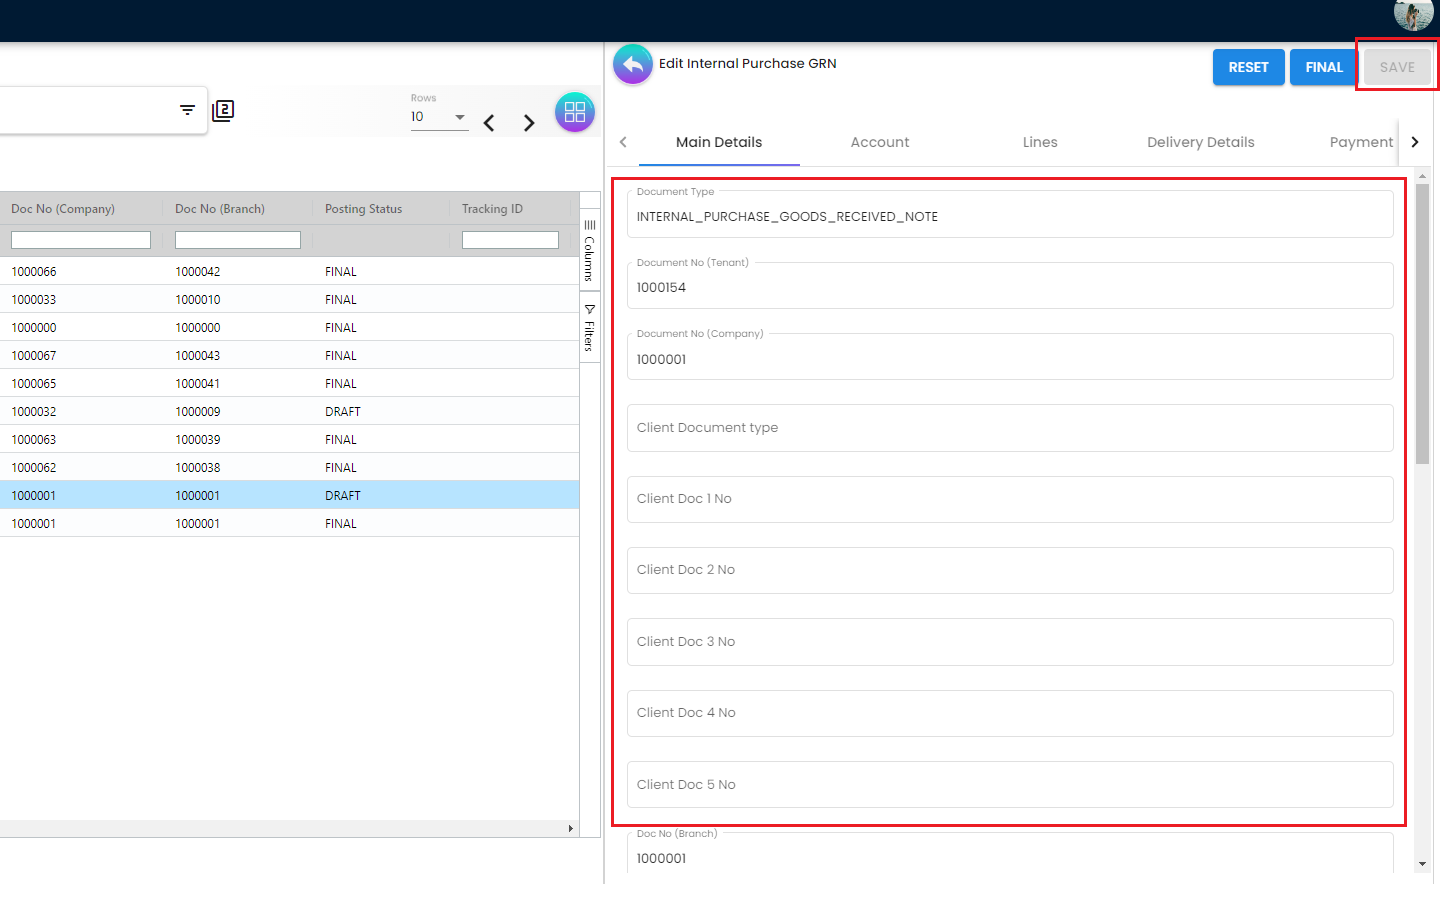 Edit Internal Purchase GRN
RESET
FINAL
SAVE
2
Rows
10
Main Details
Account
Lines
Delivery Details
Payment
Doc No (Company)
Doc No (Branch)
Posting Status
Tracking ID
1000066 1000042 FINAL
1000033 1000010 FINAL
1000000 1000000 FINAL
1000067 1000043 FINAL
1000065 1000041 FINAL
1000032 1000009 DRAFT
1000063 1000039 FINAL
1000062 1000038 FINAL
1000001 1000001 DRAFT
1000001 1000001 FINAL
Columns
Filters
Document Type
INTERNAL_PURCHASE_GOODS_RECEIVED_NOTE
Document No (Tenant)
1000154
Document No (Company)
1000001
Client Document type
Client Doc 1 No
Client Doc 2 No
Client Doc 3 No
Client Doc 4 No
Client Doc 5 No
Doc No (Branch)
1000001